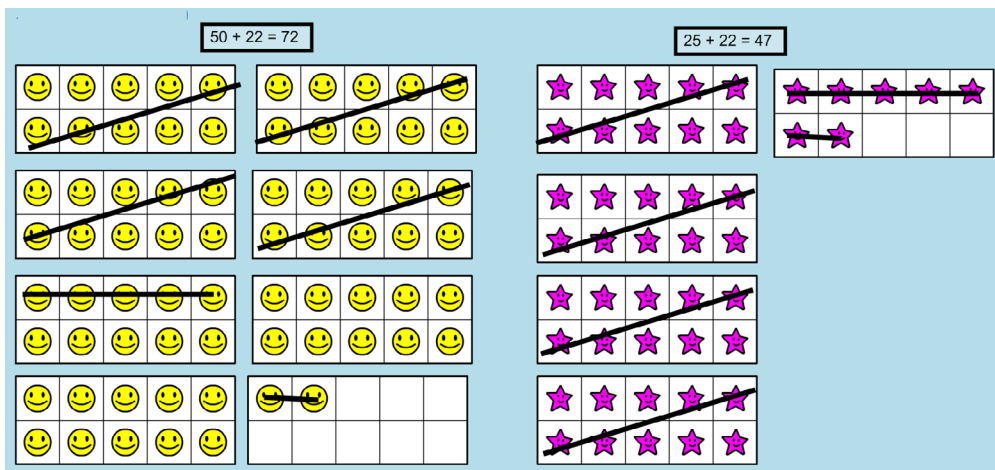 50 + 22 = 72
25 + 22 = 47